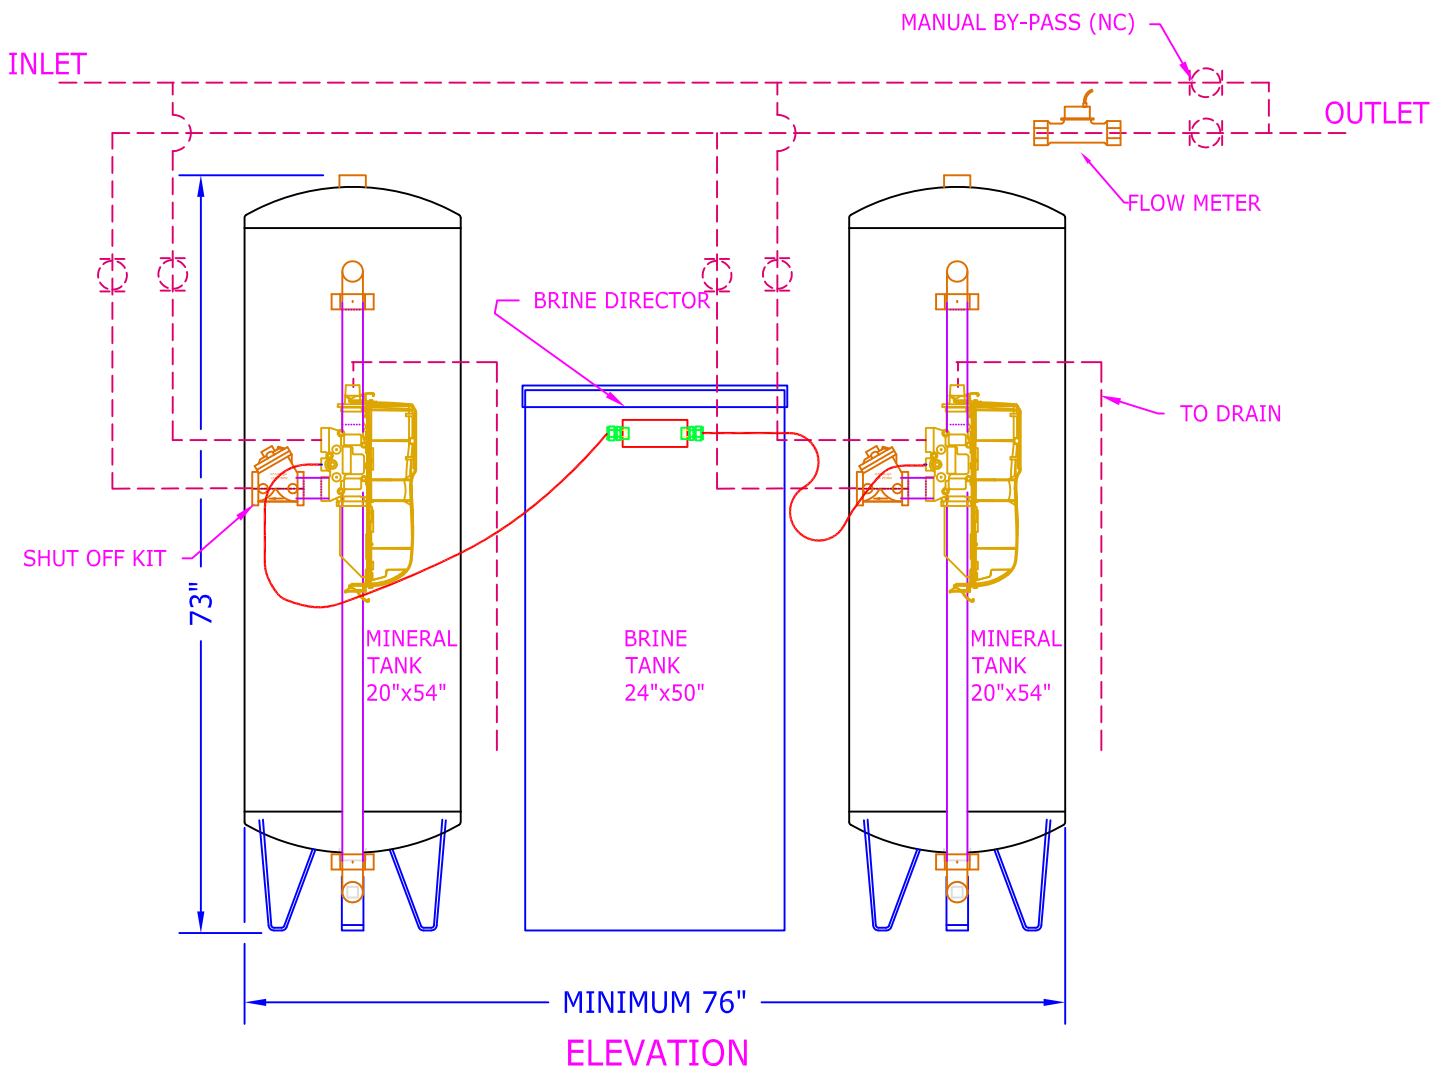 MANUAL BY-PASS (NC)
INLET
OUTLET
FLOW METER
BRINE DIRECTOR
TO DRAIN
SHUT OFF KIT
73"
MINERAL
TANK
20"x54"
BRINE
TANK
24"x50"
MINERAL
TANK
20"x54"
MINIMUM 76"
ELEVATION